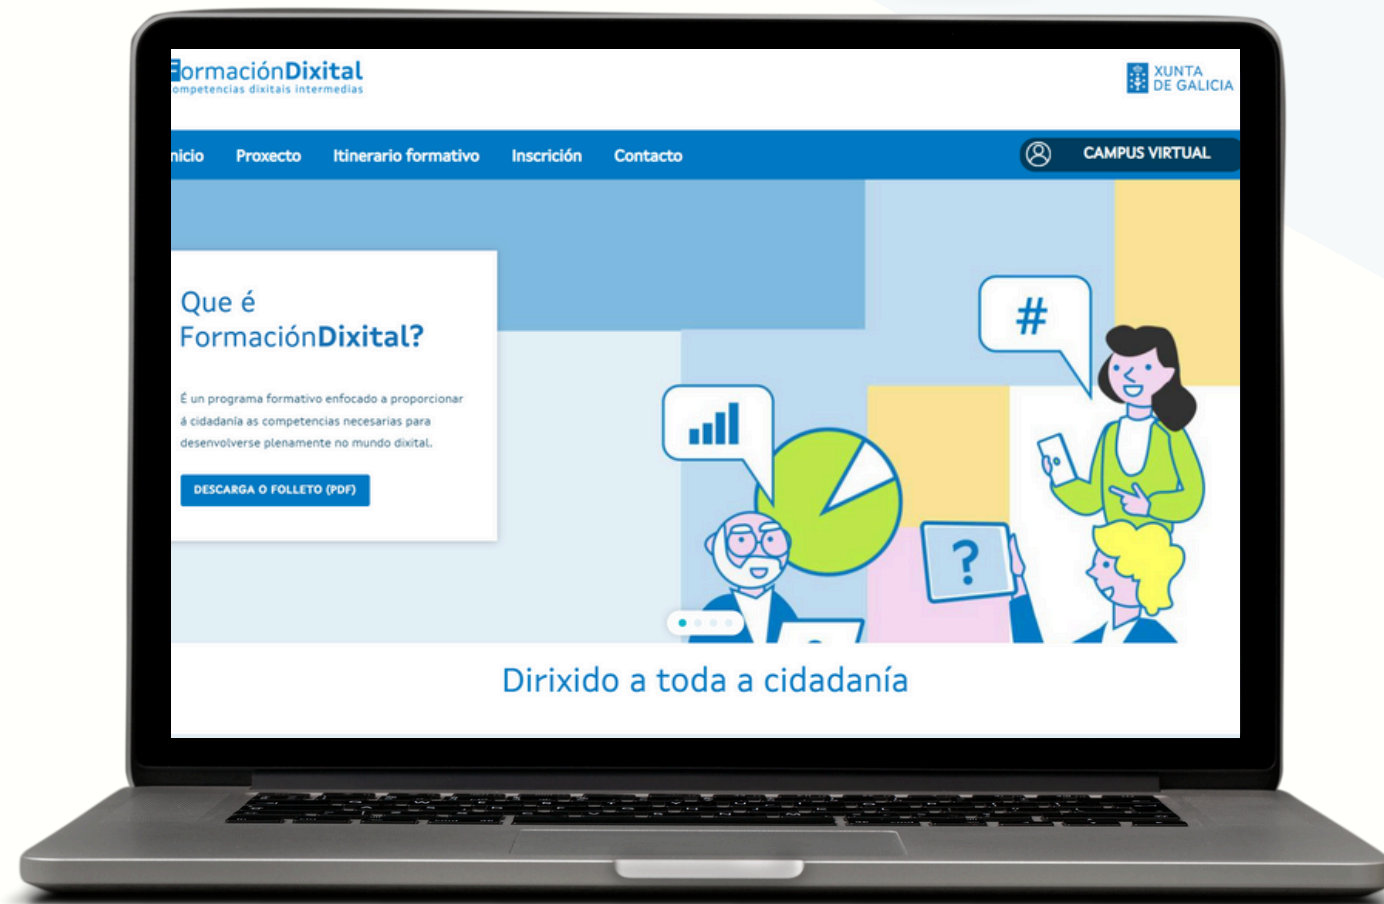 FormaciónDixital
ompetencias dixitais intermedias
XUNTA
DE GALICIA
nicio
Proxecto
Itinerario formativo
Inscrición
Contacto
CAMPUS VIRTUAL
Que é
FormaciónDixital?
É un programa formativo enfocado a proporcionar
á cidadanía as competencias necesarias para
desenvolverse plenamente no mundo dixital.
DESCARGA O FOLLETO (PDF)
#
?
Dirixido a toda a cidadanía